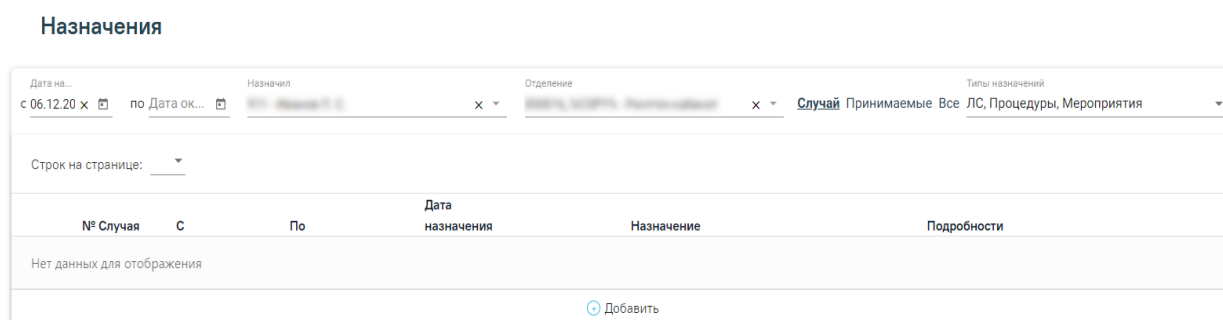 Назначения
Дата на... Назначил Отделение Типы назначений
с 06.12.20 по Дата ок... Случай Принимаемые Все ЛС, Процедуры, Мероприятия
Строк на странице:
№ Случая С По Дата назначения Назначение Подробности
Нет данных для отображения
Добавить